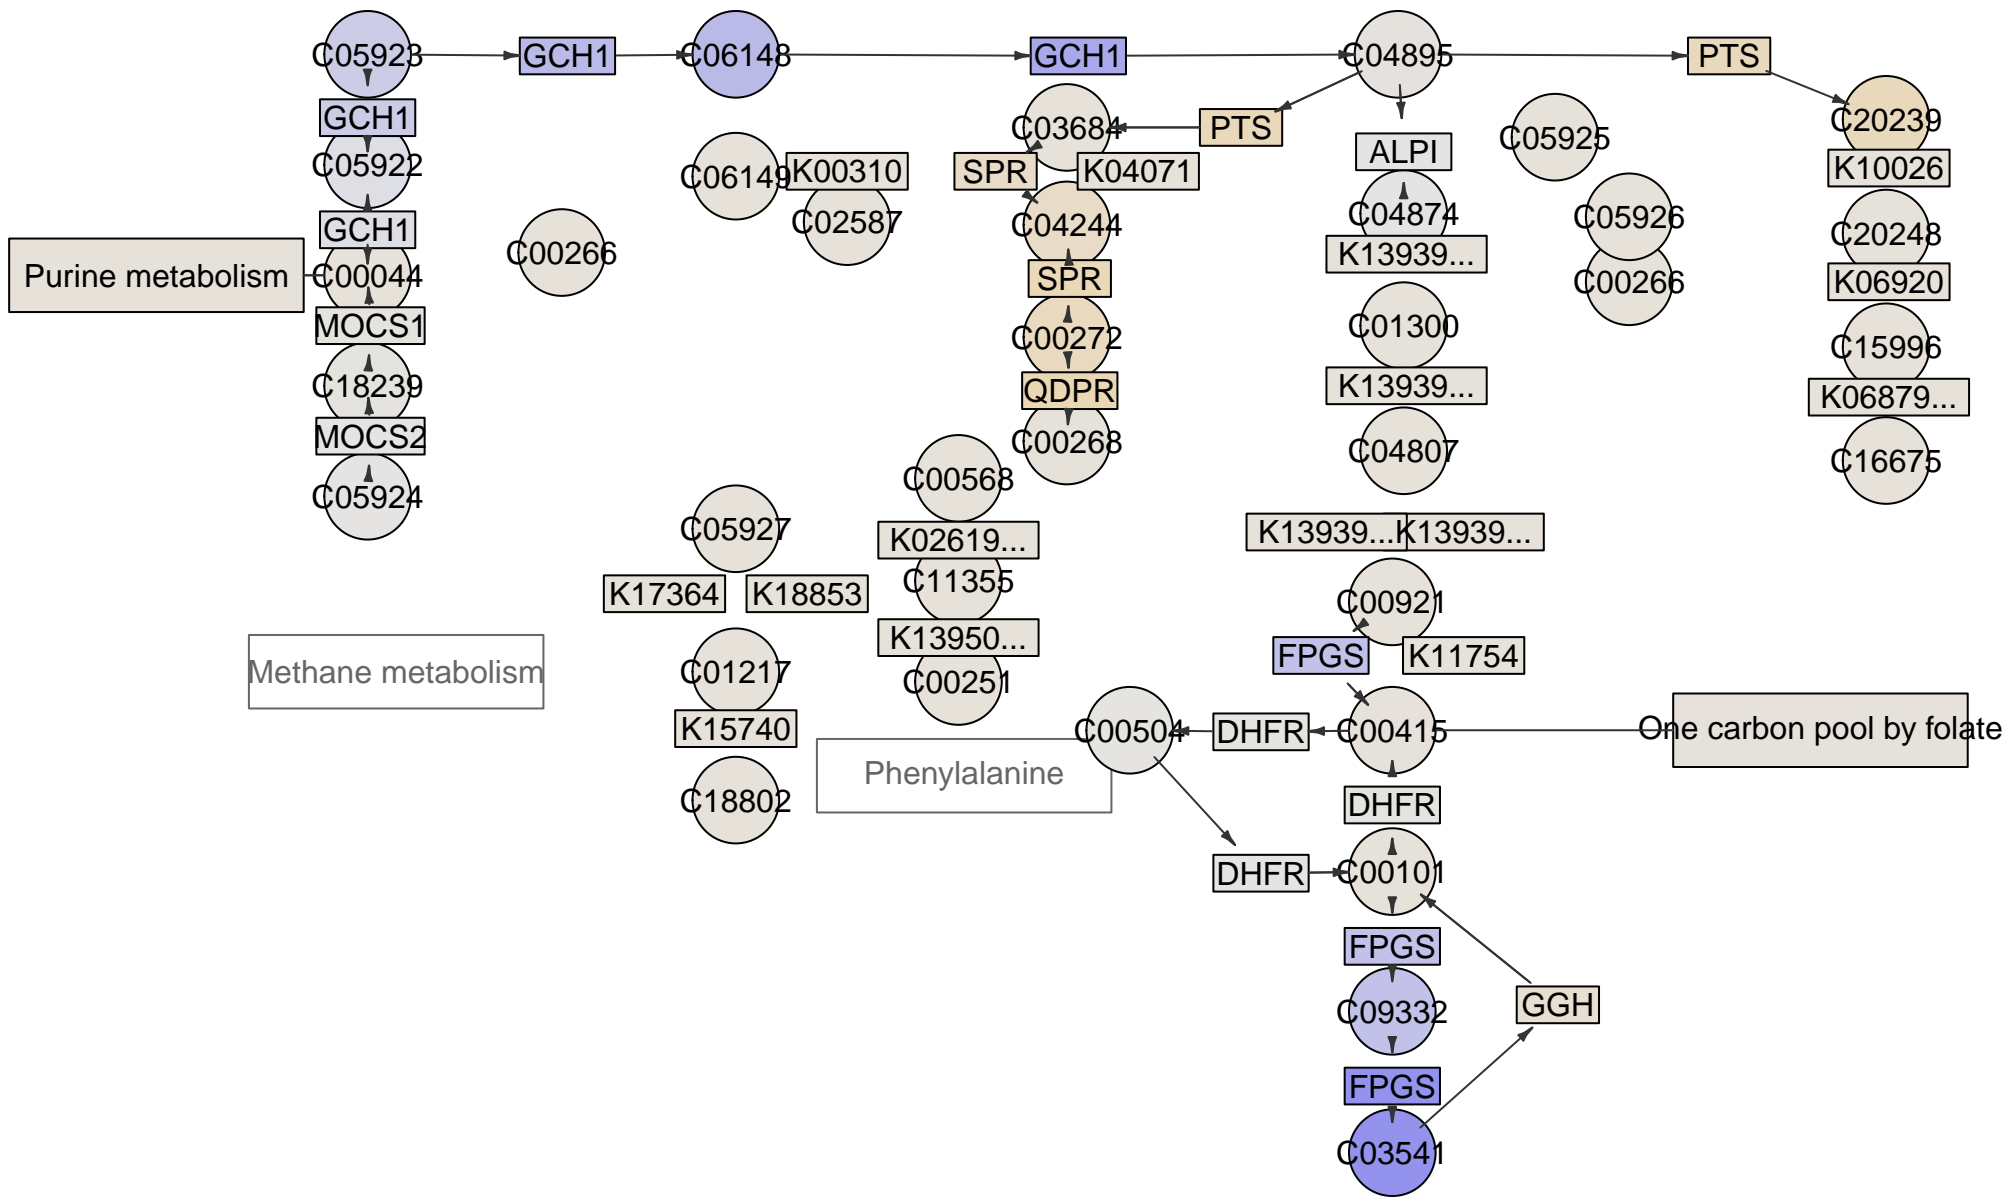 C05923
GCH1
C06148
GCH1
C04895
PTS
GCH1
C03684
PTS
C20239
C05922
C06149
K00310
SPR
K04071
ALPI
C05925
K10026
GCH1
C02587
C04244
C04874
C05926
C20248
Purine metabolism
C00044
C00266
SPR
K13939...
C00266
K06920
MOCS1
C00272
C01300
C15996
C18239
QDPR
K13939...
K06879...
MOCS2
C00268
C04807
C16675
C05924
C00568
C05927
K02619...
K13939...
K13939...
K17364
K18853
C11355
C00921
Methane metabolism
C01217
K13950...
FPGS
K11754
C00251
K15740
C00504
DHFR
C00415
One carbon pool by folate
Phenylalanine
C18802
DHFR
DHFR
C00101
FPGS
C09332
GGH
FPGS
C03541